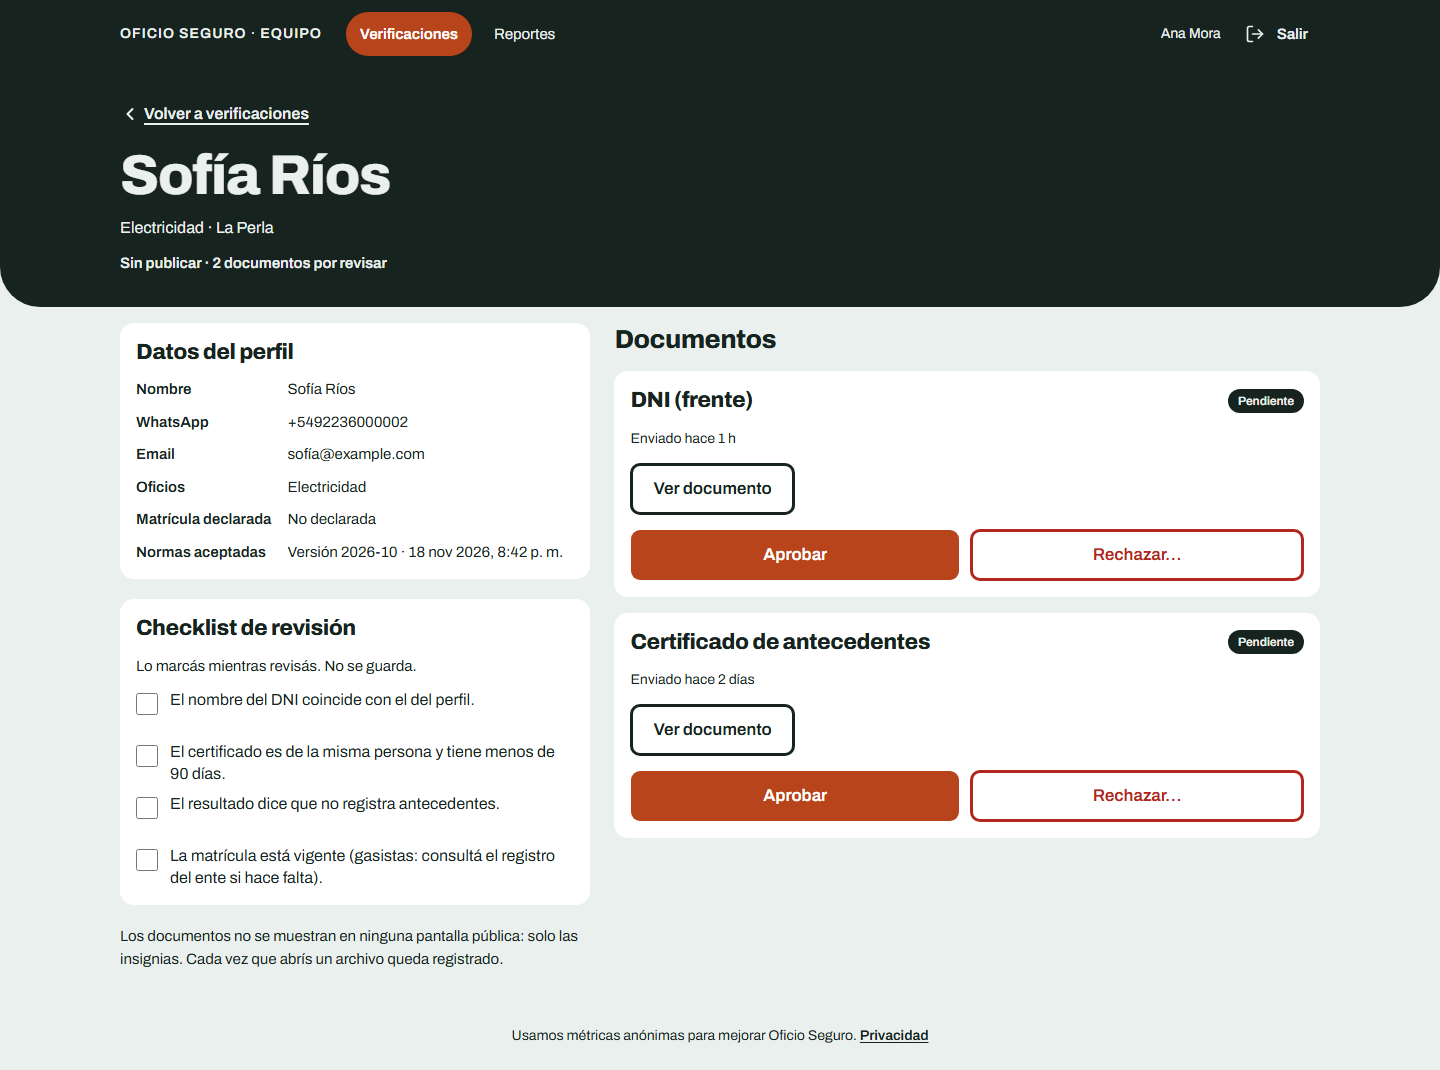 OFICIO SEGURO · EQUIPO
Verificaciones
Reportes
Ana Mora
Salir
Volver a verificaciones
Sofía Ríos
Electricidad · La Perla
Sin publicar · 2 documentos por revisar
Datos del perfil
Nombre Sofía Ríos
WhatsApp +5492236000002
Email sofía@example.com
Oficios Electricidad
Matrícula declarada No declarada
Normas aceptadas Versión 2026-10 · 18 nov 2026, 8:42 p. m.
Checklist de revisión
Lo marcás mientras revisás. No se guarda.
El nombre del DNI coincide con el del perfil.
El certificado es de la misma persona y tiene menos de
90 días.
El resultado dice que no registra antecedentes.
La matrícula está vigente (gasistas: consultá el registro
del ente si hace falta).
Los documentos no se muestran en ninguna pantalla pública: solo las
insignias. Cada vez que abrís un archivo queda registrado.
Documentos
DNI (frente)
Pendiente
Enviado hace 1 h
Ver documento
Aprobar
Rechazar...
Certificado de antecedentes
Pendiente
Enviado hace 2 días
Ver documento
Aprobar
Rechazar...
Usamos métricas anónimas para mejorar Oficio Seguro. Privacidad